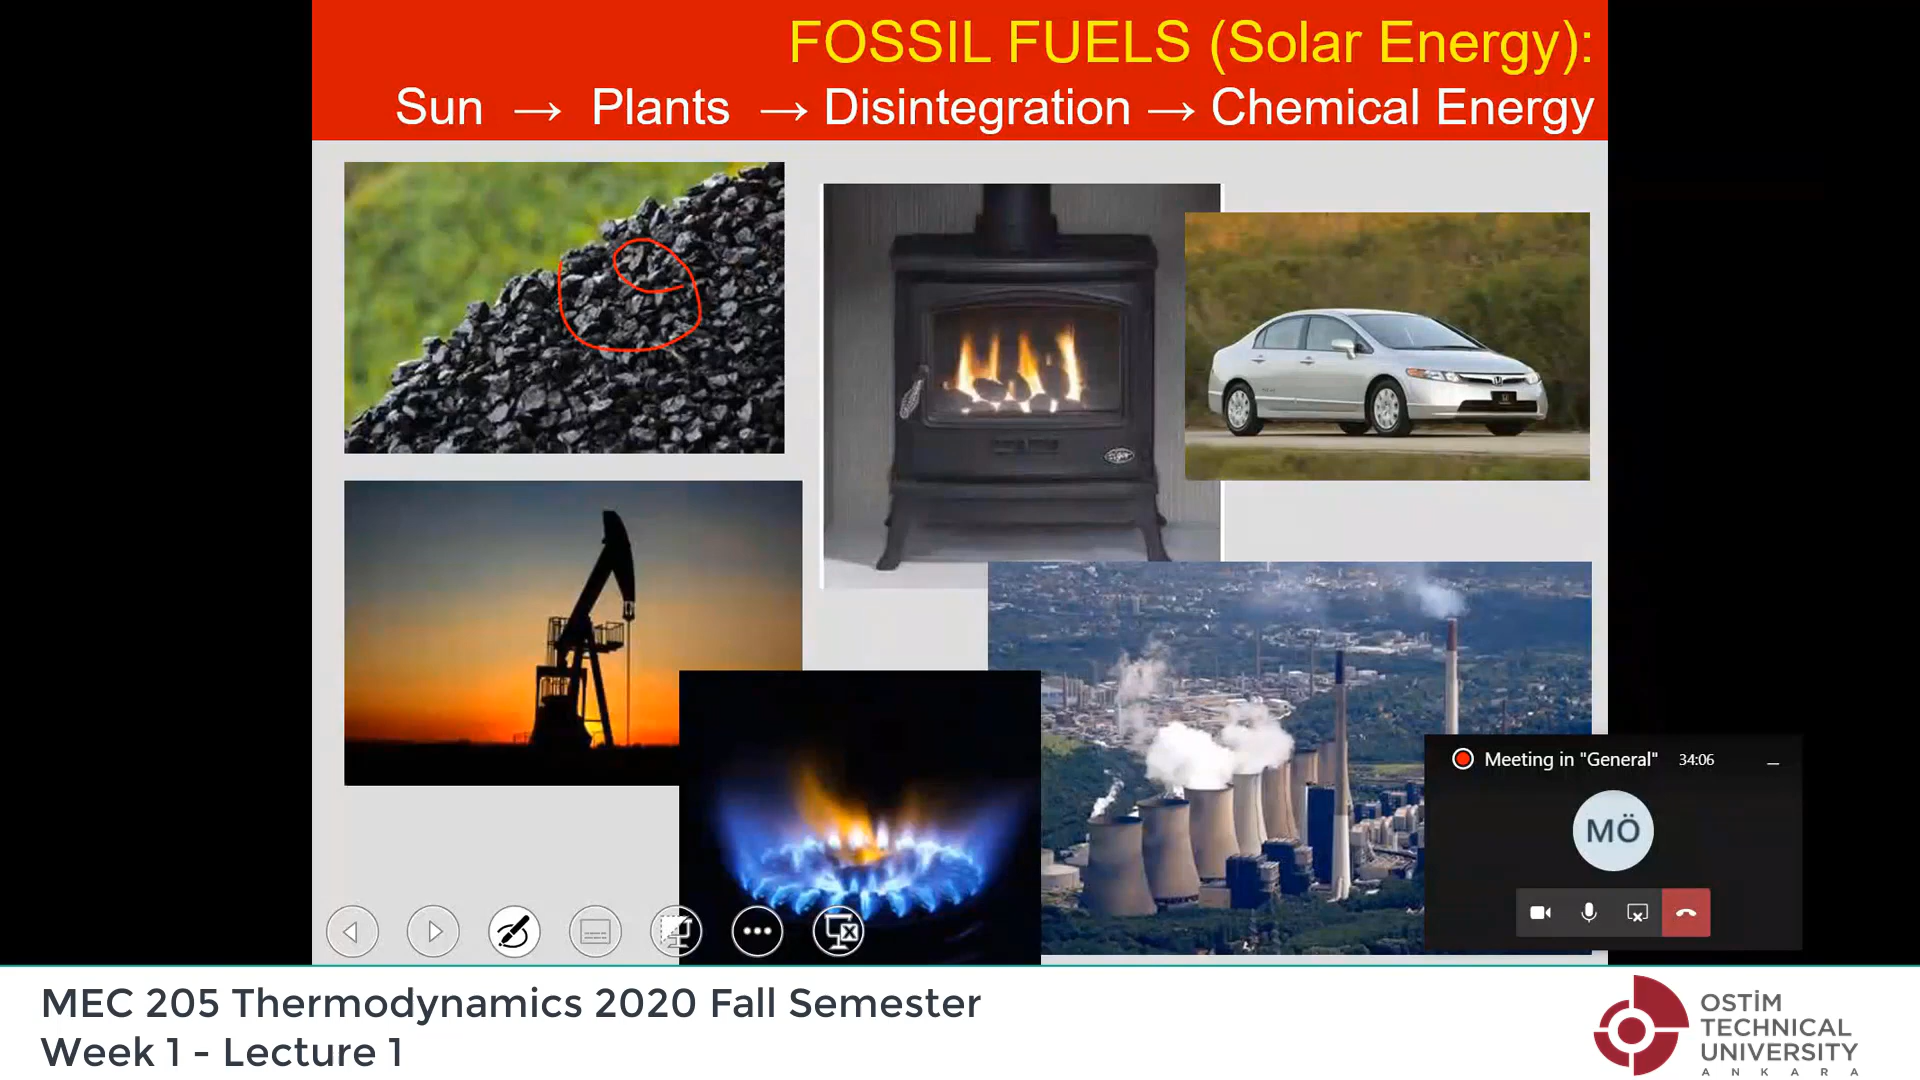 FOSSIL FUELS (Solar Energy):
Sun → Plants → Disintegration → Chemical Energy
Meeting in "General" 34:06
MÖ
MEC 205 Thermodynamics 2020 Fall Semester
Week 1 - Lecture 1
OSTİM
TECHNICAL
UNIVERSITY
ANKARA